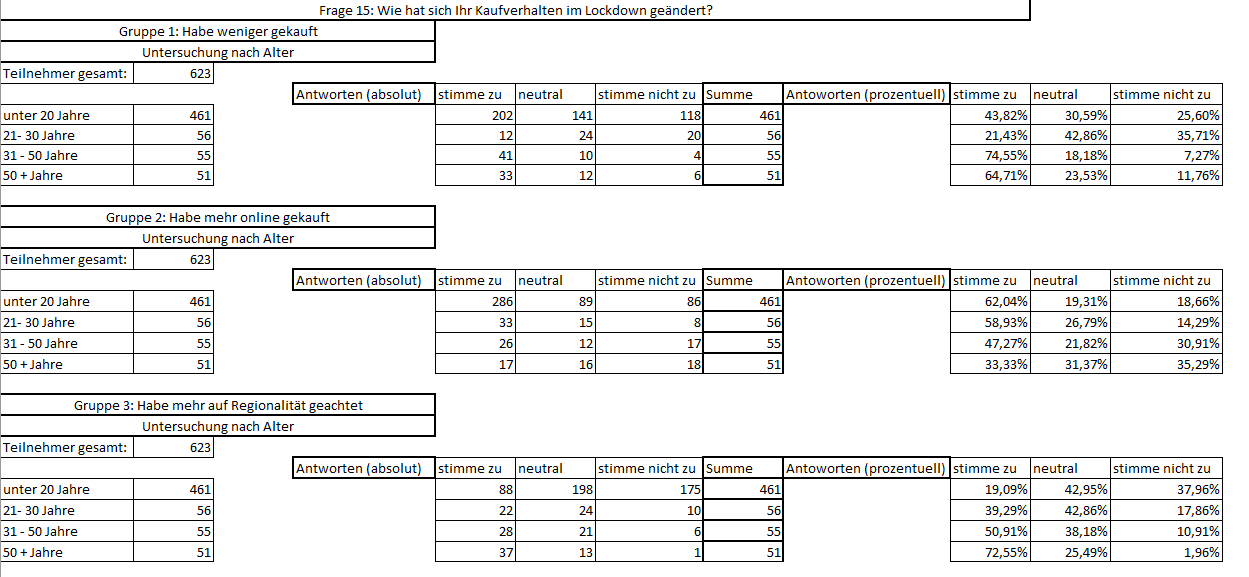 Frage 15: Wie hat sich Ihr Kaufverhalten im Lockdown geändert?
Gruppe 1: Habe weniger gekauft
Untersuchung nach Alter
Teilnehmer gesamt: 623
Antworten (absolut) stimme zu neutral stimme nicht zu Summe Antoworten (prozentuell) stimme zu neutral stimme nicht zu
unter 20 Jahre 461 202 141 118 461 43,82% 30,59% 25,60%
21- 30 Jahre 56 12 24 20 56 21,43% 42,86% 35,71%
31 - 50 Jahre 55 41 10 4 55 74,55% 18,18% 7,27%
50 + Jahre 51 33 12 6 51 64,71% 23,53% 11,76%
Gruppe 2: Habe mehr online gekauft
Untersuchung nach Alter
Teilnehmer gesamt: 623
Antworten (absolut) stimme zu neutral stimme nicht zu Summe Antoworten (prozentuell) stimme zu neutral stimme nicht zu
unter 20 Jahre 461 286 89 86 461 62,04% 19,31% 18,66%
21- 30 Jahre 56 33 15 8 56 58,93% 26,79% 14,29%
31 - 50 Jahre 55 26 12 17 55 47,27% 21,82% 30,91%
50 + Jahre 51 17 16 18 51 33,33% 31,37% 35,29%
Gruppe 3: Habe mehr auf Regionalität geachtet
Untersuchung nach Alter
Teilnehmer gesamt: 623
Antworten (absolut) stimme zu neutral stimme nicht zu Summe Antoworten (prozentuell) stimme zu neutral stimme nicht zu
unter 20 Jahre 461 88 198 175 461 19,09% 42,95% 37,96%
21- 30 Jahre 56 22 24 10 56 39,29% 42,86% 17,86%
31 - 50 Jahre 55 28 21 6 55 50,91% 38,18% 10,91%
50 + Jahre 51 37 13 1 51 72,55% 25,49% 1,96%